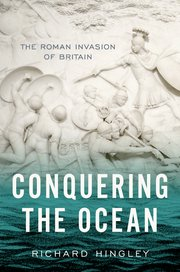 THE ROMAN INVASION
OF BRITAIN
CONQUERING
THE OCEAN
RICHARD HINGLEY